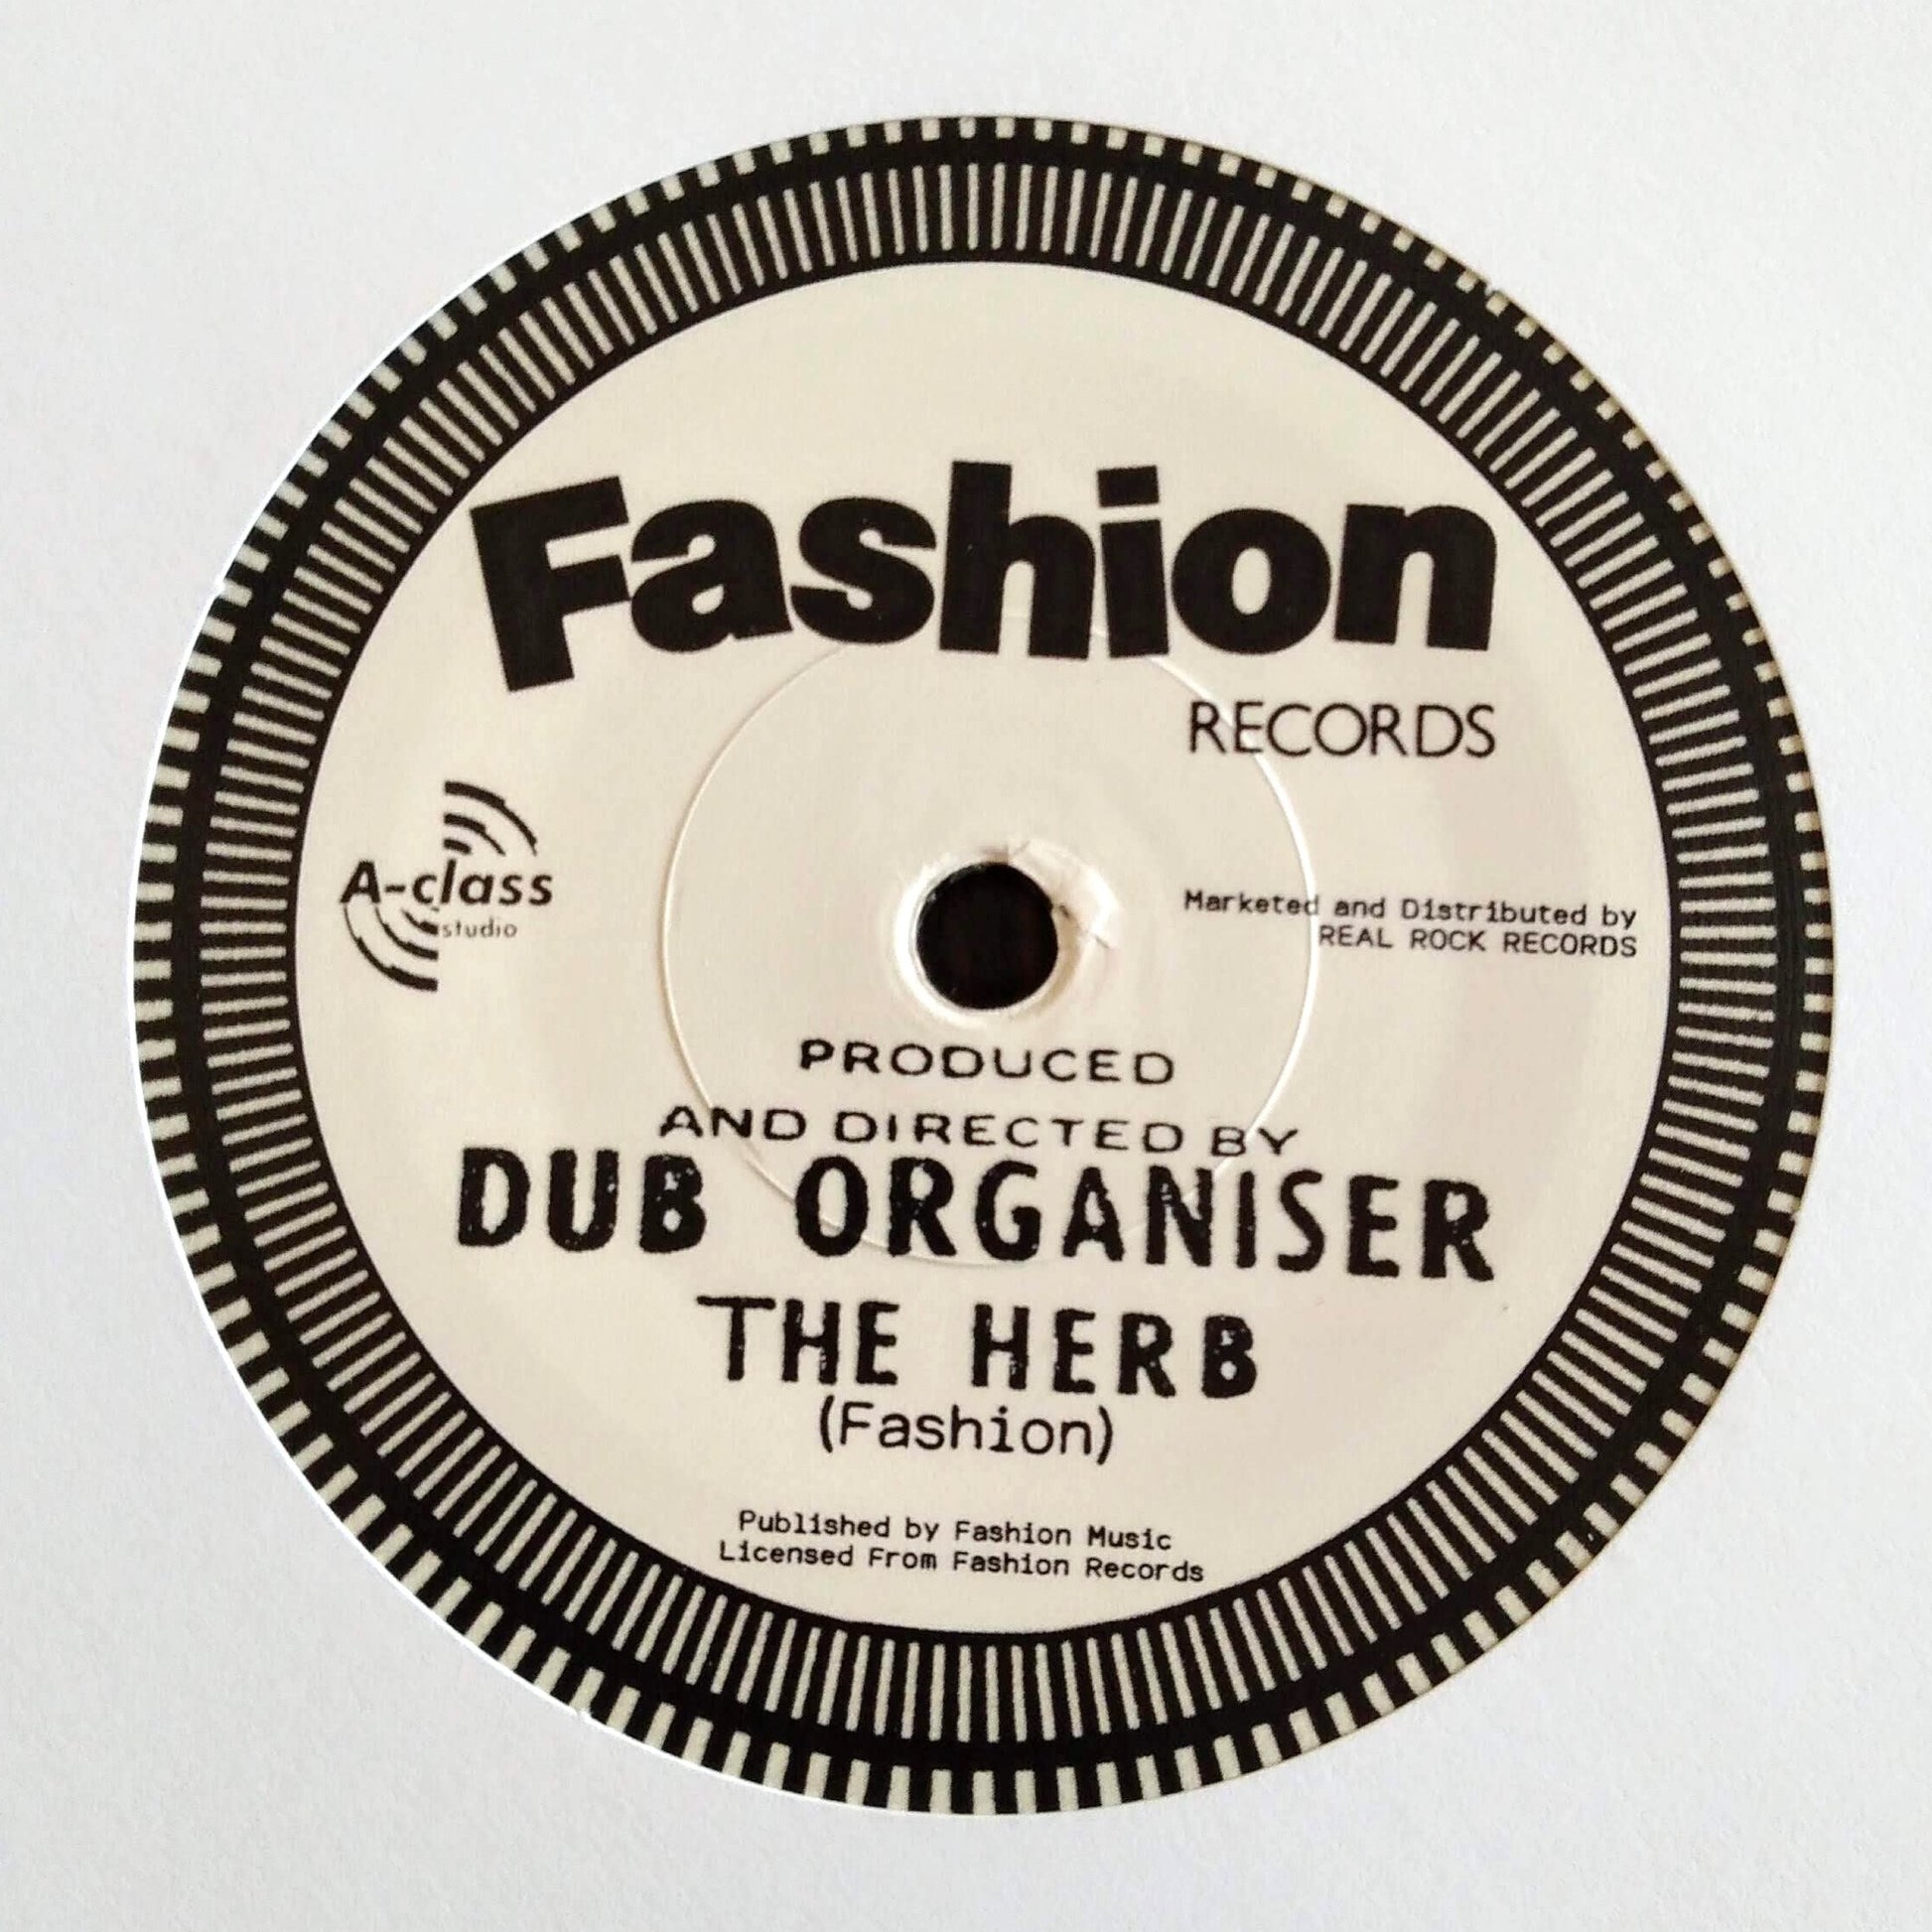 Fashion
RECORDS
A-class
studio
Marketed and Distributed by
REAL ROCK RECORDS
PRODUCED
AND DIRECTED BY
DUB ORGANISER
THE HERB
(Fashion)
Published by Fashion Music
Licensed From Fashion Records